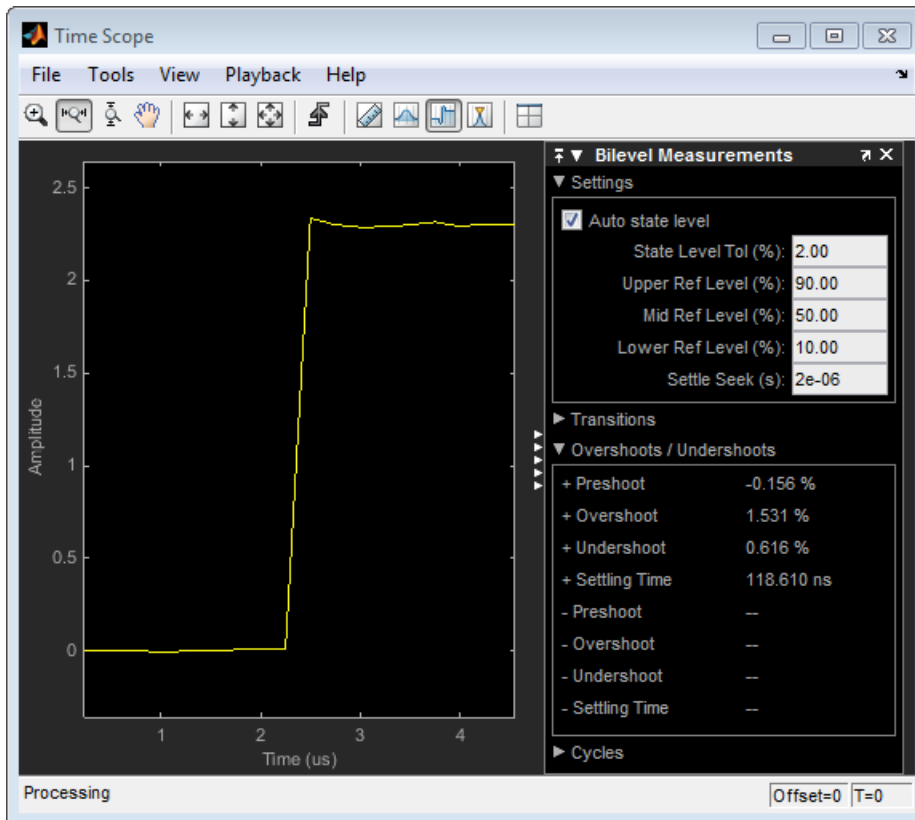 Time Scope
File Tools View Playback Help
Bilevel Measurements
Settings
Auto state level
State Level Tol (%): 2.00
Upper Ref Level (%): 90.00
Mid Ref Level (%): 50.00
Lower Ref Level (%): 10.00
Settle Seek (s): 2e-06
Transitions
Overshoots / Undershoots
+ Preshoot -0.156 %
+ Overshoot 1.531 %
+ Undershoot 0.616 %
+ Settling Time 118.610 ns
- Preshoot --
- Overshoot --
- Undershoot --
- Settling Time --
Cycles
2.5
2
1.5
1
0.5
0
Amplitude
1 2 3 4
Time (us)
Processing
Offset=0 T=0